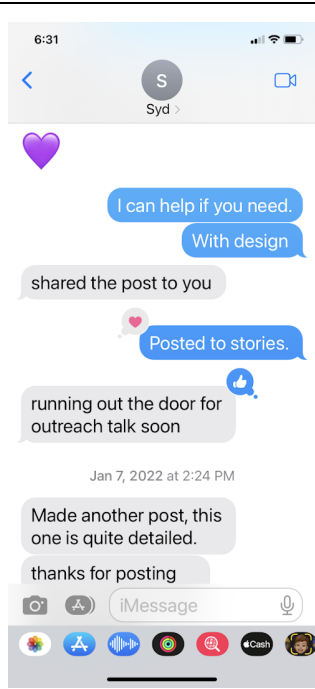 6:31
S
Syd
I can help if you need.
With design
shared the post to you
Posted to stories.
running out the door for
outreach talk soon
Jan 7, 2022 at 2:24 PM
Made another post, this
one is quite detailed.
thanks for posting
iMessage
Cash